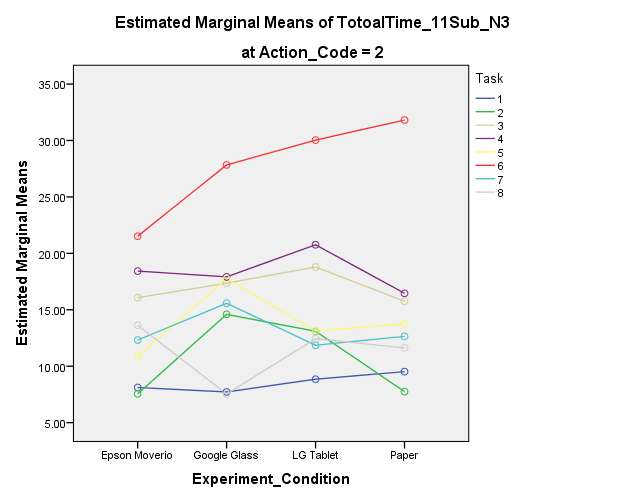 Estimated Marginal Means of TotoalTime_11Sub_N3
at Action_Code = 2
Task
1
2
3
4
5
6
7
8
Estimated Marginal Means
35.00
30.00
25.00
20.00
15.00
10.00
5.00
Epson Moverio Google Glass LG Tablet Paper
Experiment_Condition